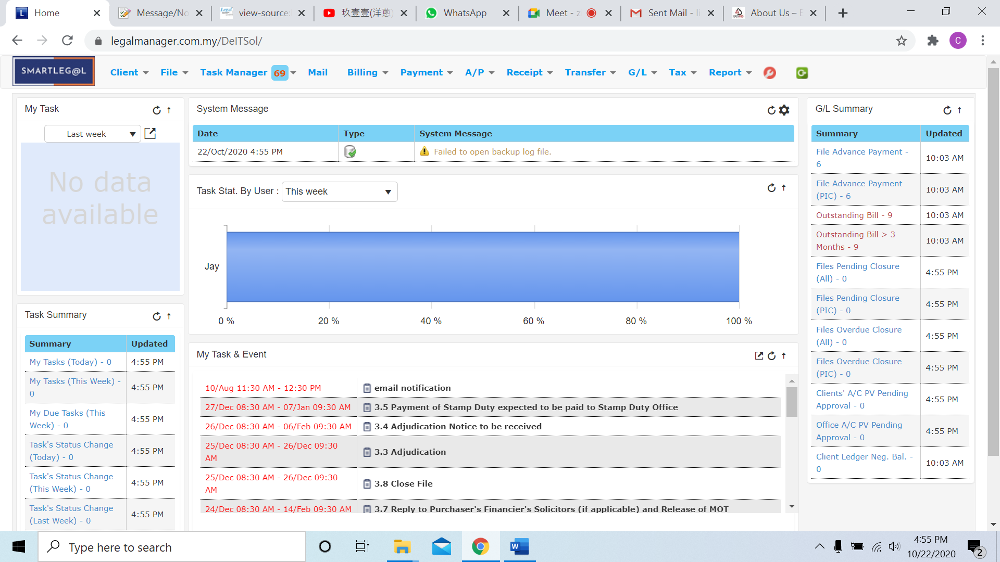 Home
Message/No
view-source:
玖壹壹(洋蔥)
WhatsApp
Meet - z
Sent Mail - li
About Us – E
legalmanager.com.my/DeITSol/
C
SMARTLEG@L
Client
File
Task Manager 69
Mail
Billing
Payment
A/P
Receipt
Transfer
G/L
Tax
Report
My Task
Last week
No data
available
Task Summary
Summary Updated
My Tasks (Today) - 0 4:55 PM
My Tasks (This Week) -
0 4:55 PM
My Due Tasks (This
Week) - 0 4:55 PM
Task's Status Change
(Today) - 0 4:55 PM
Task's Status Change
(This Week) - 0 4:55 PM
Task's Status Change
(Last Week) - 0 4:55 PM
System Message
Date Type System Message
22/Oct/2020 4:55 PM Failed to open backup log file.
Task Stat. By User : This week
Jay
0 % 20 % 40 % 60 % 80 % 100 %
My Task & Event
10/Aug 11:30 AM - 12:30 PM email notification
27/Dec 08:30 AM - 07/Jan 09:30 AM 3.5 Payment of Stamp Duty expected to be paid to Stamp Duty Office
26/Dec 08:30 AM - 06/Feb 09:30 AM 3.4 Adjudication Notice to be received
25/Dec 08:30 AM - 26/Dec 09:30
AM 3.3 Adjudication
25/Dec 08:30 AM - 26/Dec 09:30
AM 3.8 Close File
24/Dec 08:30 AM - 14/Feb 09:30 AM 3.7 Reply to Purchaser's Financier's Solicitors (if applicable) and Release of MOT
G/L Summary
Summary Updated
File Advance Payment -
6 10:03 AM
File Advance Payment
(PIC) - 6 10:03 AM
Outstanding Bill - 9 10:03 AM
Outstanding Bill > 3
Months - 9 10:03 AM
Files Pending Closure
(All) - 0 4:55 PM
Files Pending Closure
(PIC) - 0 4:55 PM
Files Overdue Closure
(All) - 0 4:55 PM
Files Overdue Closure
(PIC) - 0 4:55 PM
Clients' A/C PV Pending
Approval - 0 4:55 PM
Office A/C PV Pending
Approval - 0 4:55 PM
Client Ledger Neg. Bal. -
0 10:03 AM
Type here to search
4:55 PM
10/22/2020
2